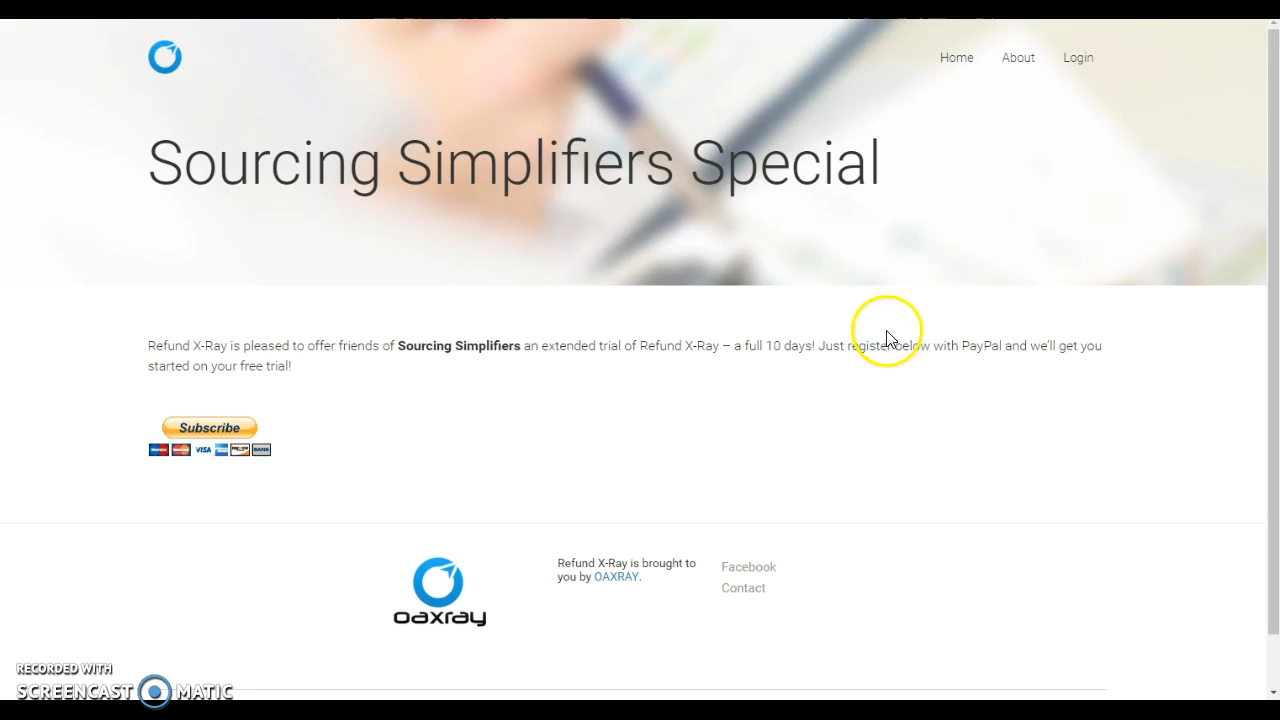 Home About Login
Sourcing Simplifiers Special
Refund X-Ray is pleased to offer friends of Sourcing Simplifiers an extended trial of Refund X-Ray – a full 10 days! Just register below with PayPal and we'll get you
started on your free trial!
Subscribe
VISA
BANK
Refund X-Ray is brought to
you by OAXRAY.
Facebook
Contact
oaxray
RECORDED WITH
SCREENCAST MATIC